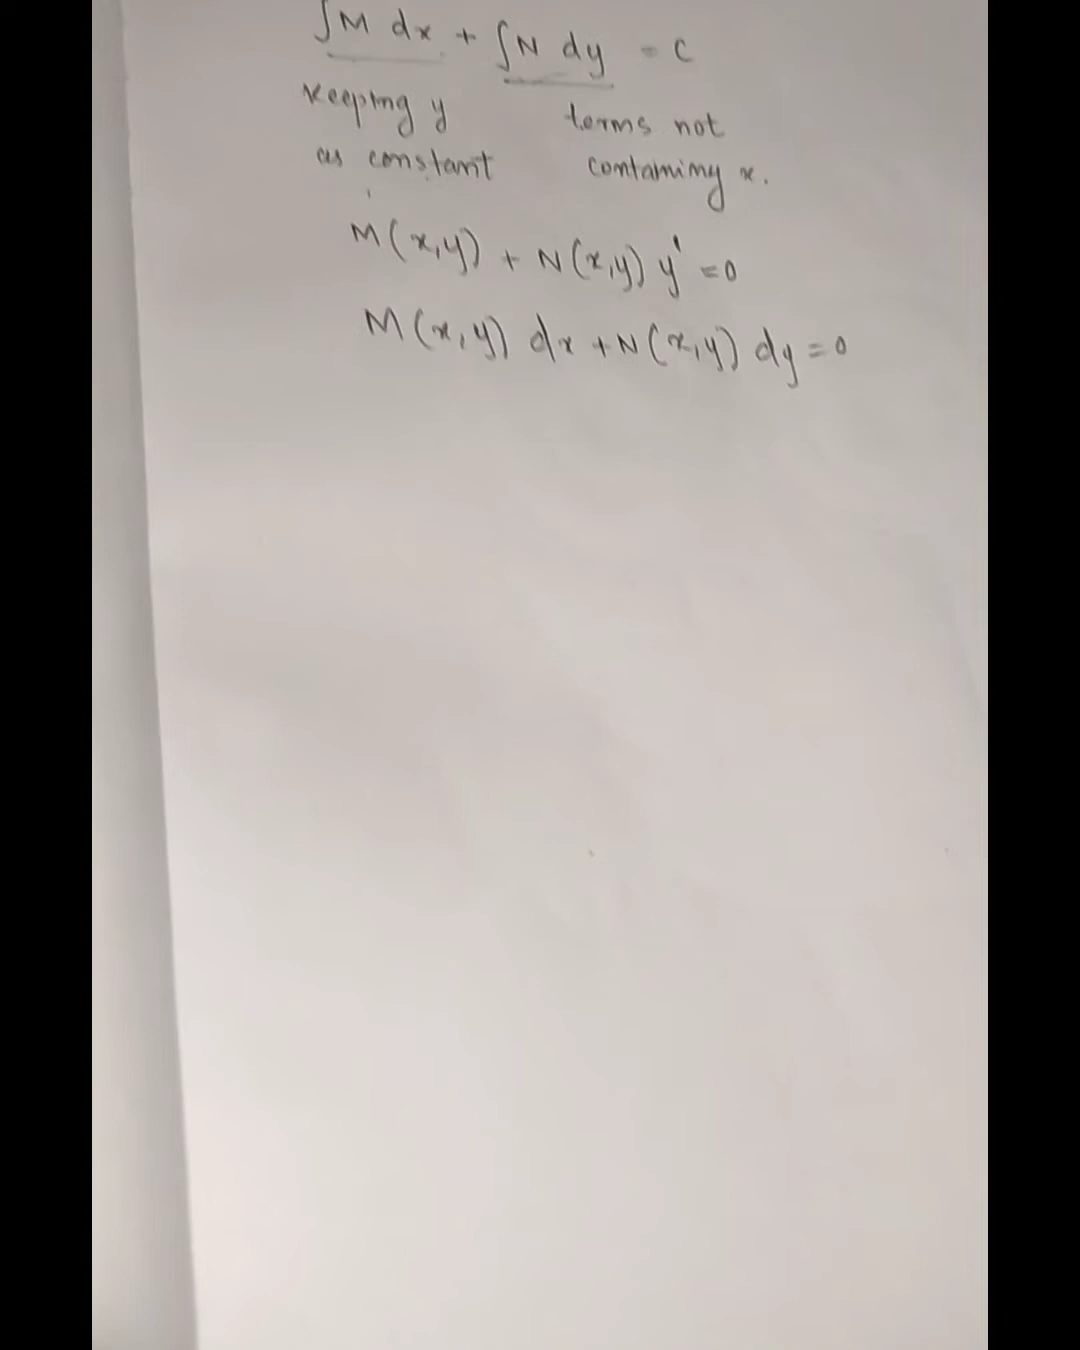 ∫M dx + ∫N dy = c
Keeping y terms not
as constant containing x.
M(x,y) + N(x,y) y' = 0
M(x,y) dx + N(x,y) dy = 0